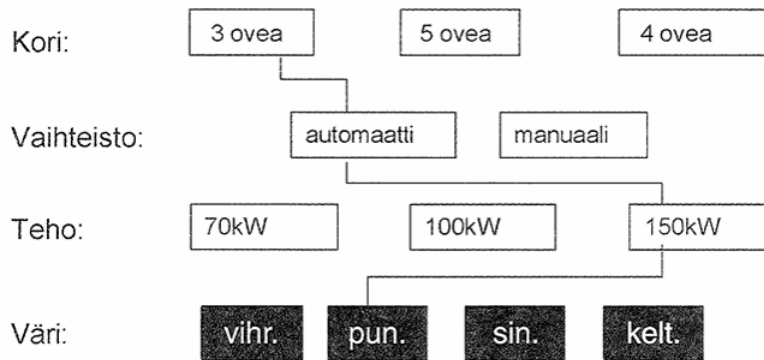 Kori: 3 ovea 5 ovea 4 ovea
Vaihteisto: automaatti manuaali
Teho: 70kW 100kW 150kW
Väri: vihr. pun. sin. kelt.